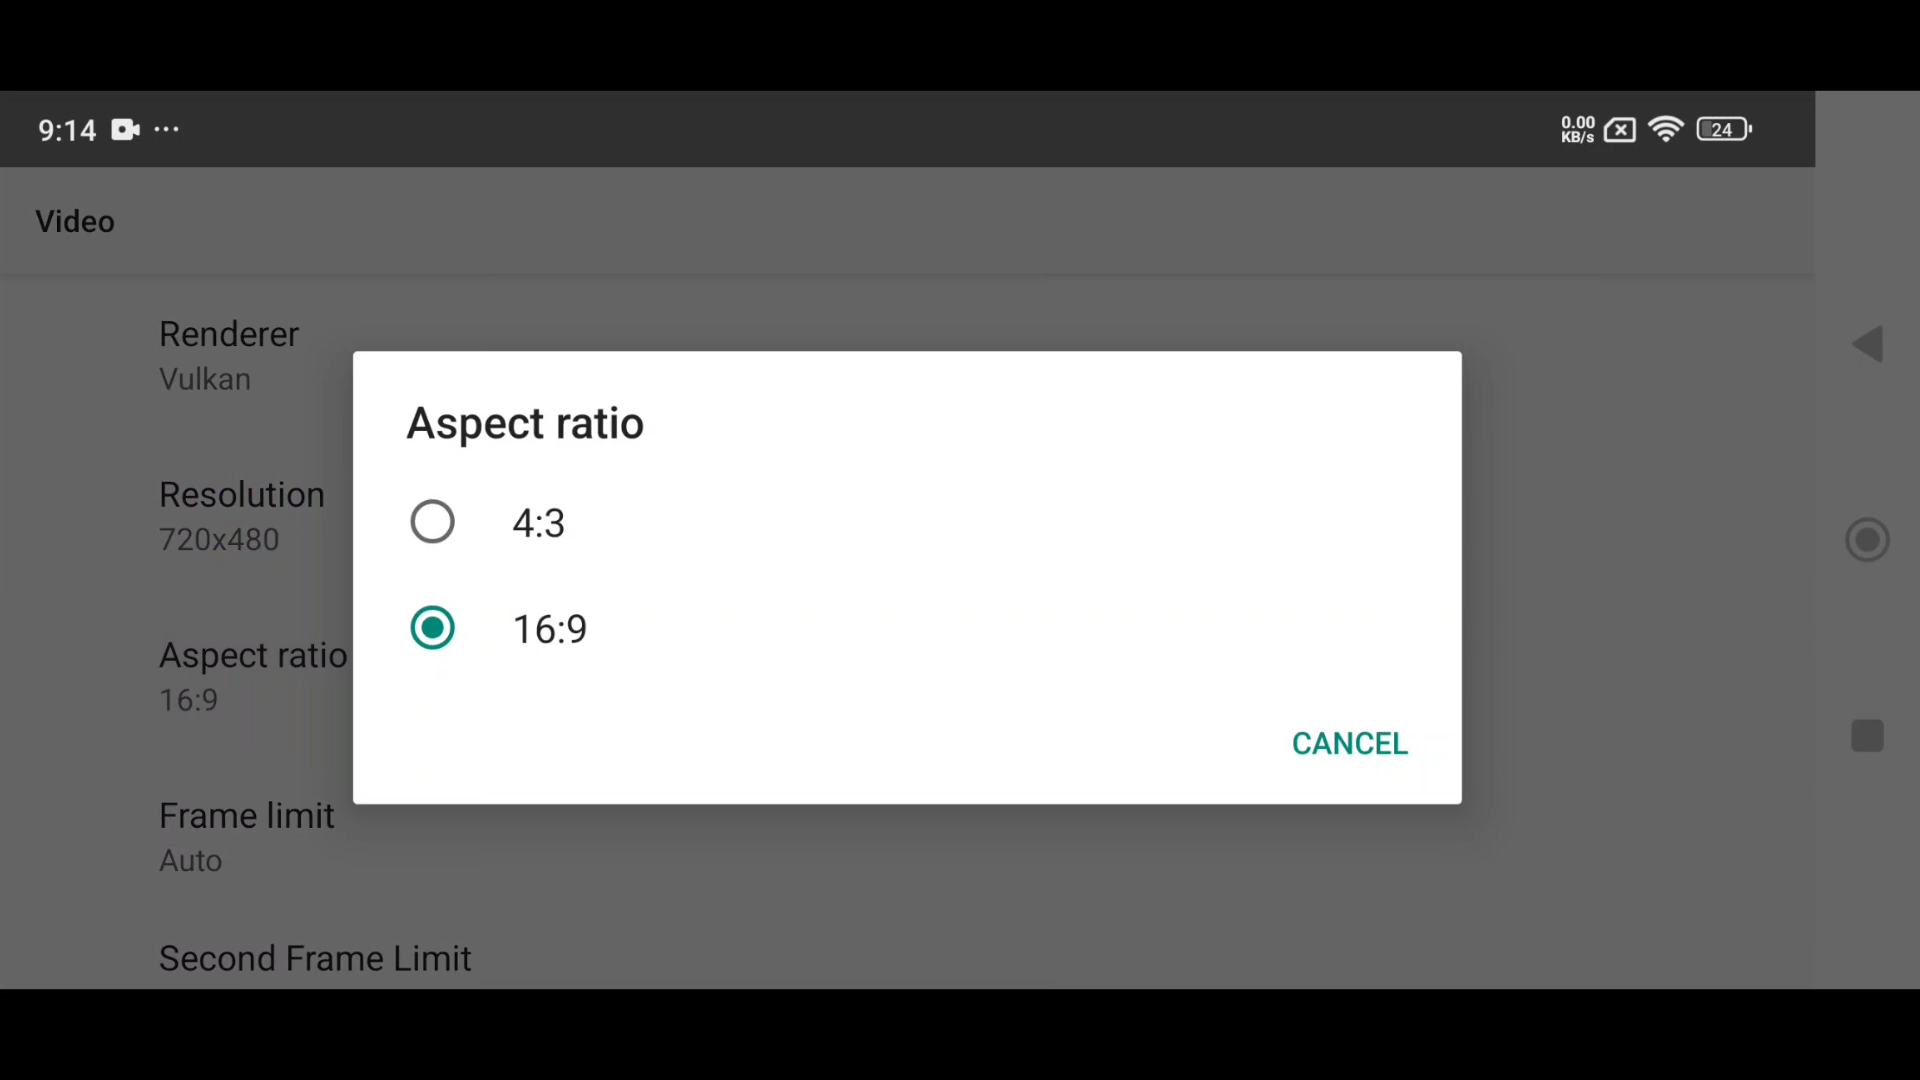 9:14 ...
0.00
KB/s
24
Video
Renderer
Vulkan
Resolution
720x480
Aspect ratio
16:9
Frame limit
Auto
Second Frame Limit
Aspect ratio
4:3
16:9
CANCEL